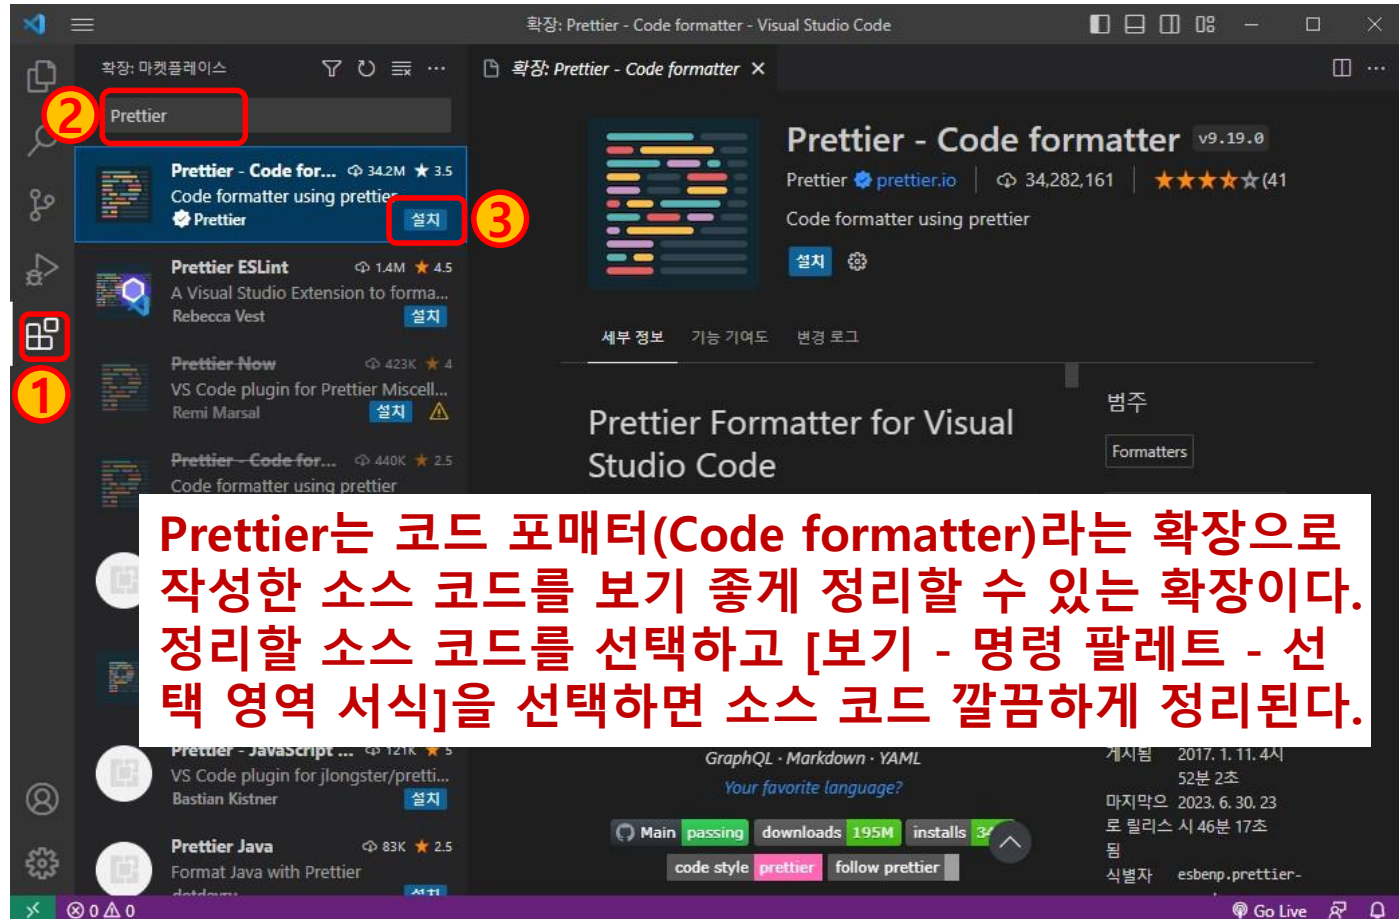 확장: Prettier - Code formatter - Visual Studio Code
확장: 마켓플레이스
Prettier
②
Prettier - Code for... 34.2M ★ 3.5
Code formatter using prettier
Prettier 설치
③
Prettier ESLint 1.4M ★ 4.5
A Visual Studio Extension to forma...
Rebecca Vest 설치
①
Prettier Now 423K ★ 4
VS Code plugin for Prettier Miscell...
Remi Marsal 설치
Prettier - Code for... 440K ★ 2.5
Code formatter using prettier
확장: Prettier - Code formatter
Prettier - Code formatter v9.19.0
Prettier prettier.io 34,282,161 ★★★★☆(41
Code formatter using prettier
설치
세부 정보 기능 기여도 변경 로그
Prettier Formatter for Visual
Studio Code
범주
Formatters
Prettier는 코드 포매터(Code formatter)라는 확장으로
작성한 소스 코드를 보기 좋게 정리할 수 있는 확장이다.
정리할 소스 코드를 선택하고 [보기 - 명령 팔레트 - 선
택 영역 서식]을 선택하면 소스 코드 깔끔하게 정리된다.
Prettier - JavaScript ... 121K ★ 5
VS Code plugin for jlongster/pretti...
Bastian Kistner 설치
Prettier Java 83K ★ 2.5
Format Java with Prettier
GraphQL · Markdown · YAML
Your favorite language?
Main passing downloads 195M installs
code style prettier follow prettier
게시됨 2017. 1. 11. 4시
52분 2초
마지막으 2023. 6. 30. 23
로 릴리스 시 46분 17초
됨
식별자 esbenp.prettier-
0 0
Go Live